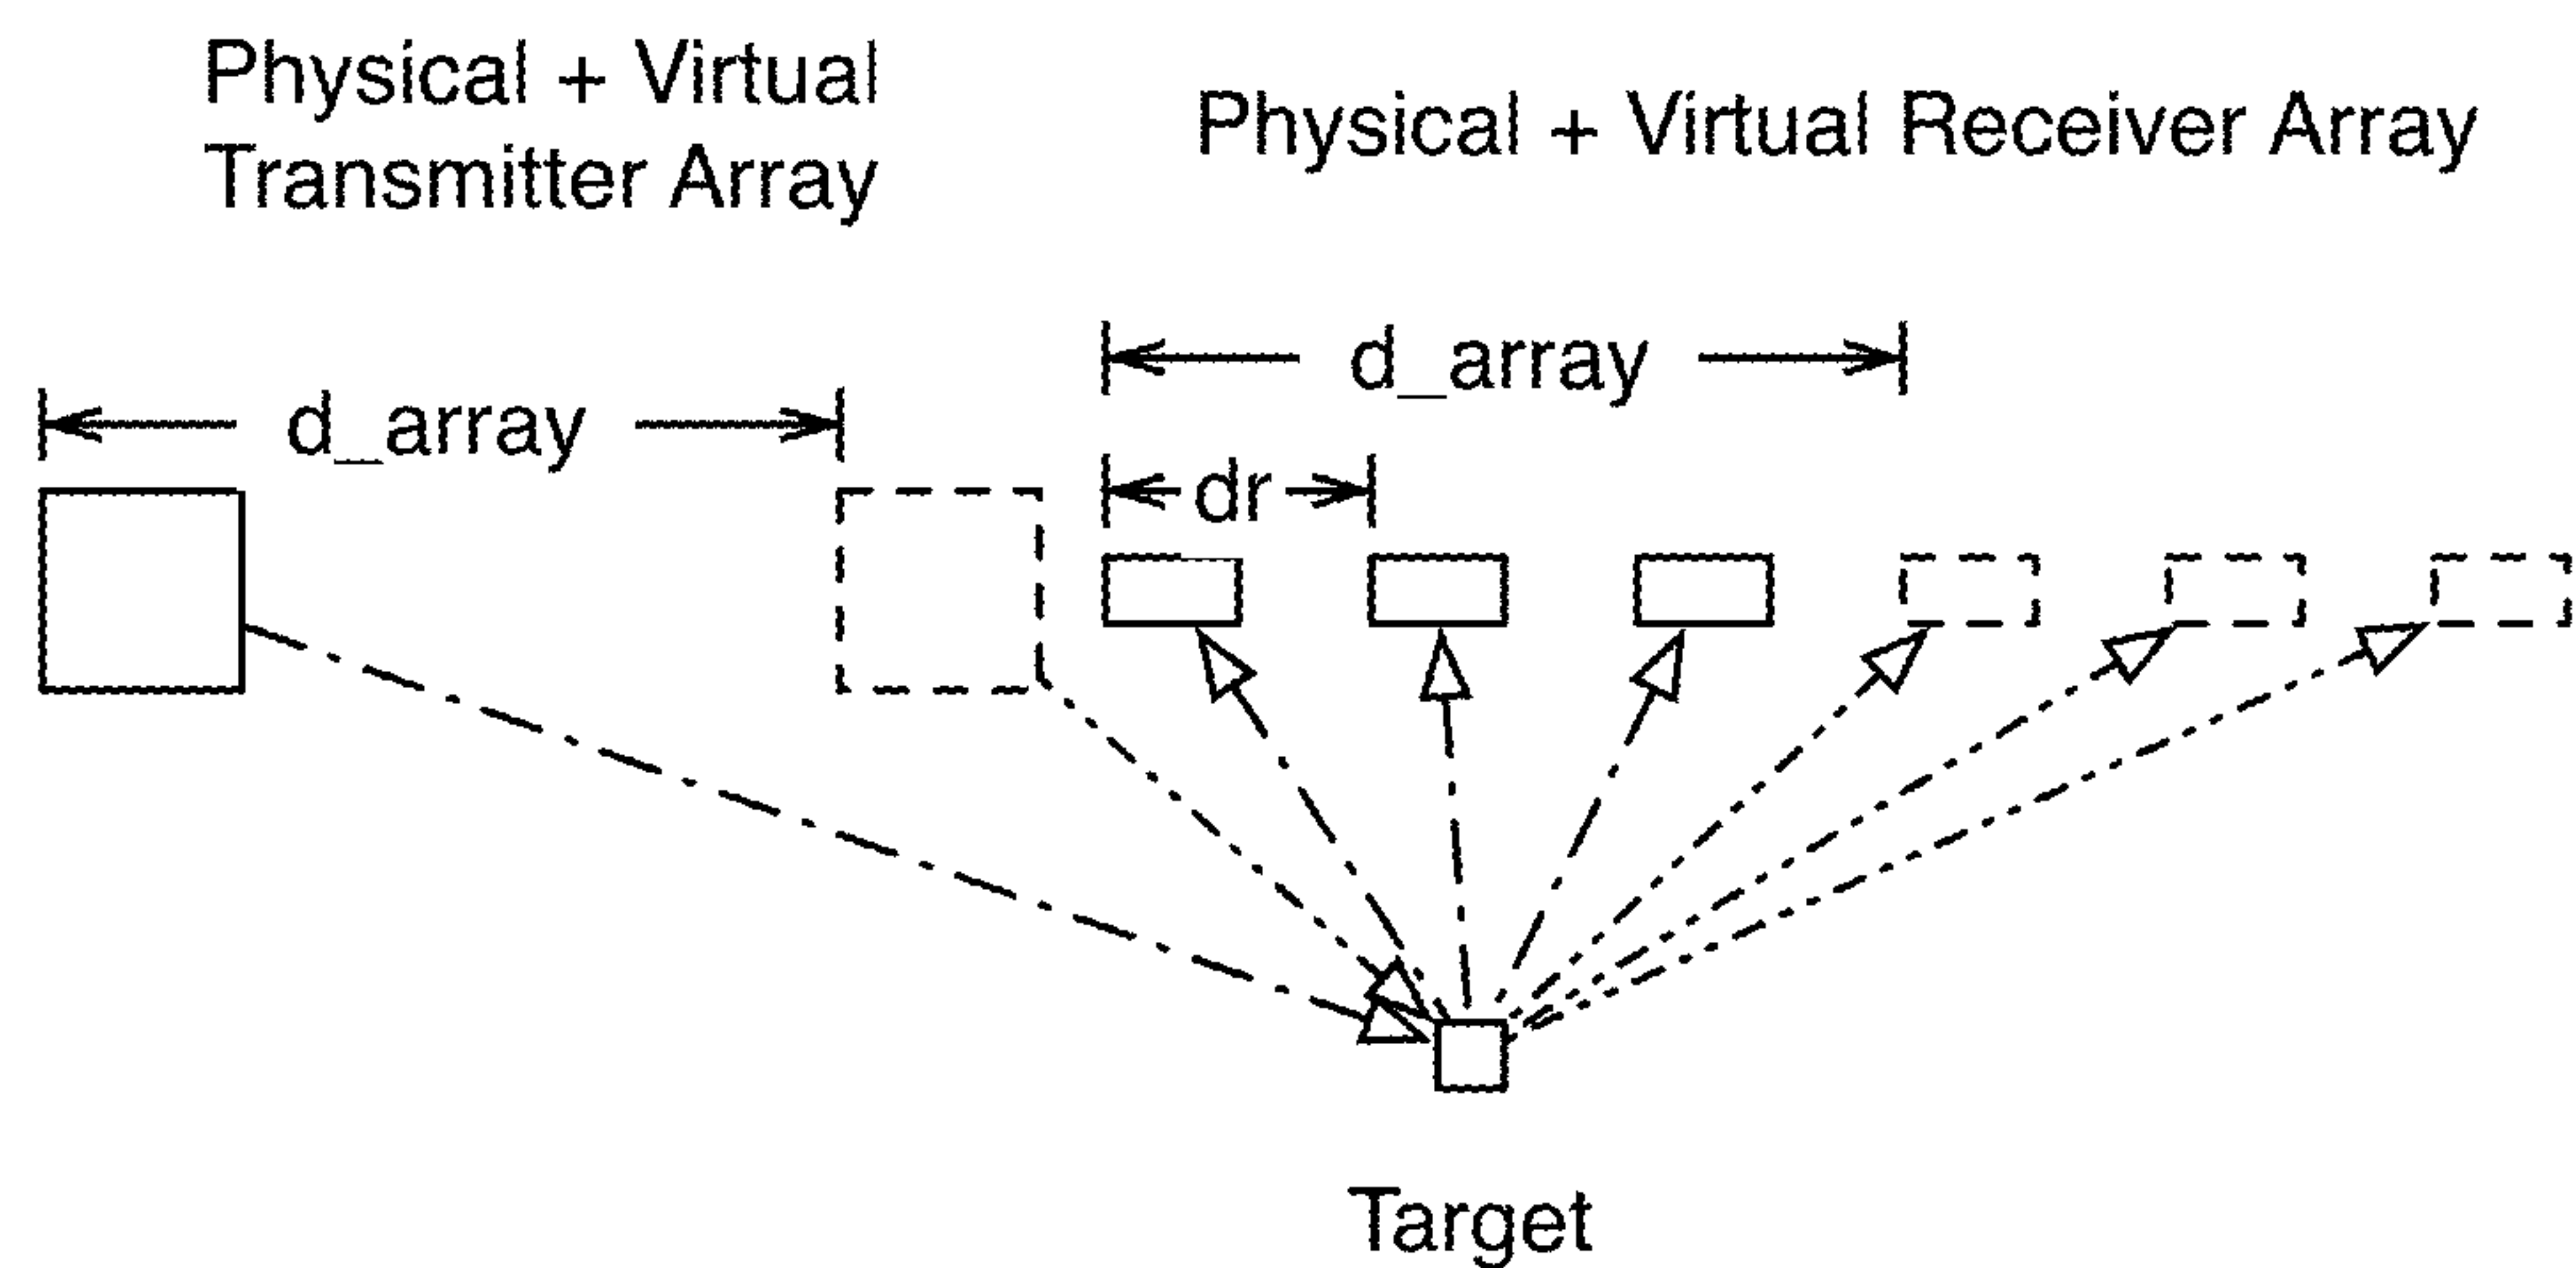 Physical + Virtual
Transmitter Array
Physical + Virtual Receiver Array
d_array
d_array
dr
Target